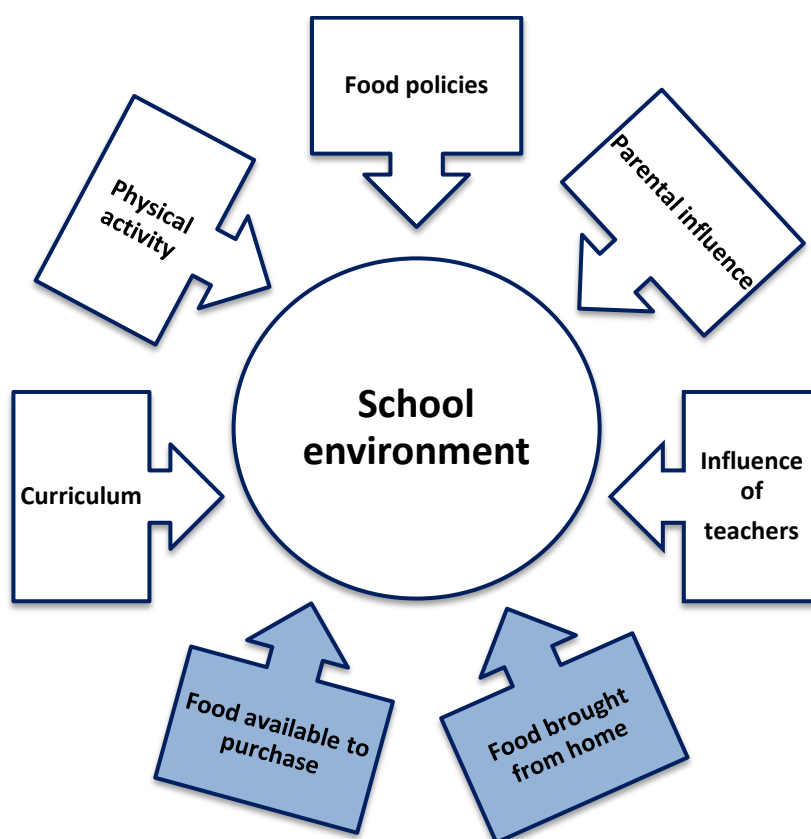 Food policies
Parental influence
Physical
activity
School
environment
Curriculum
Influence
of
teachers
Food available to
purchase
Food brought
from home